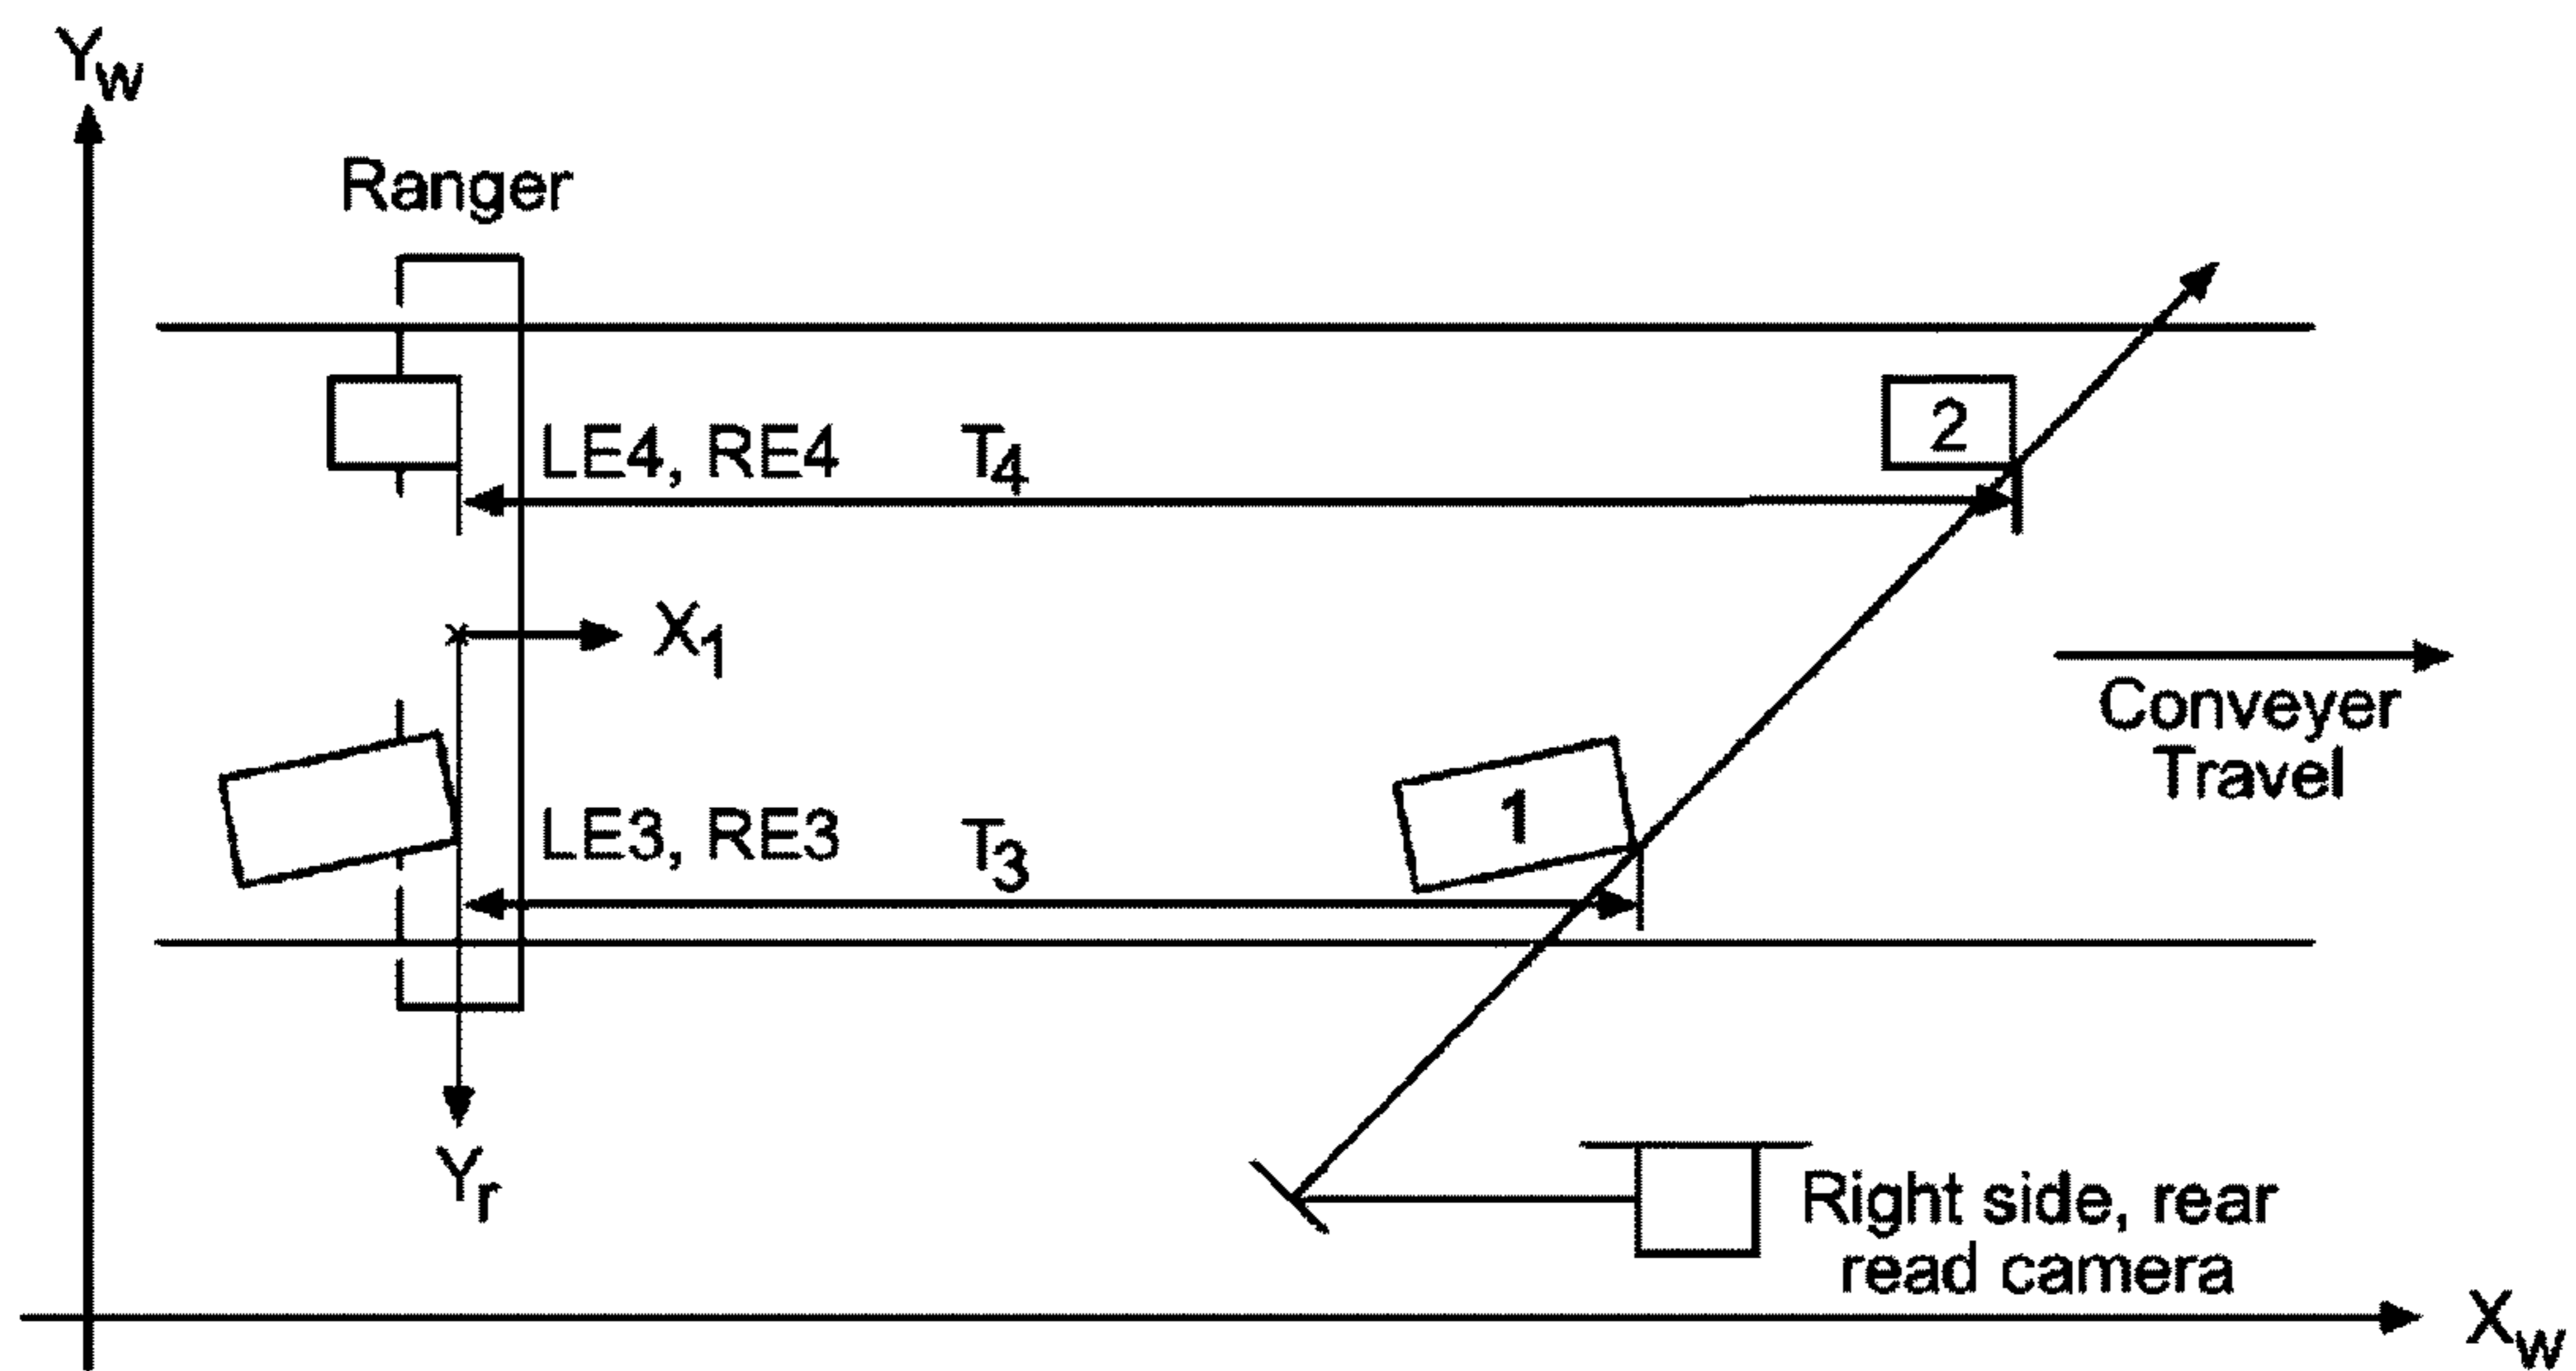 Yw
Ranger
LE4, RE4 T4
2
X1
Conveyer
Travel
1
LE3, RE3 T3
Yr
Right side, rear
read camera
Xw